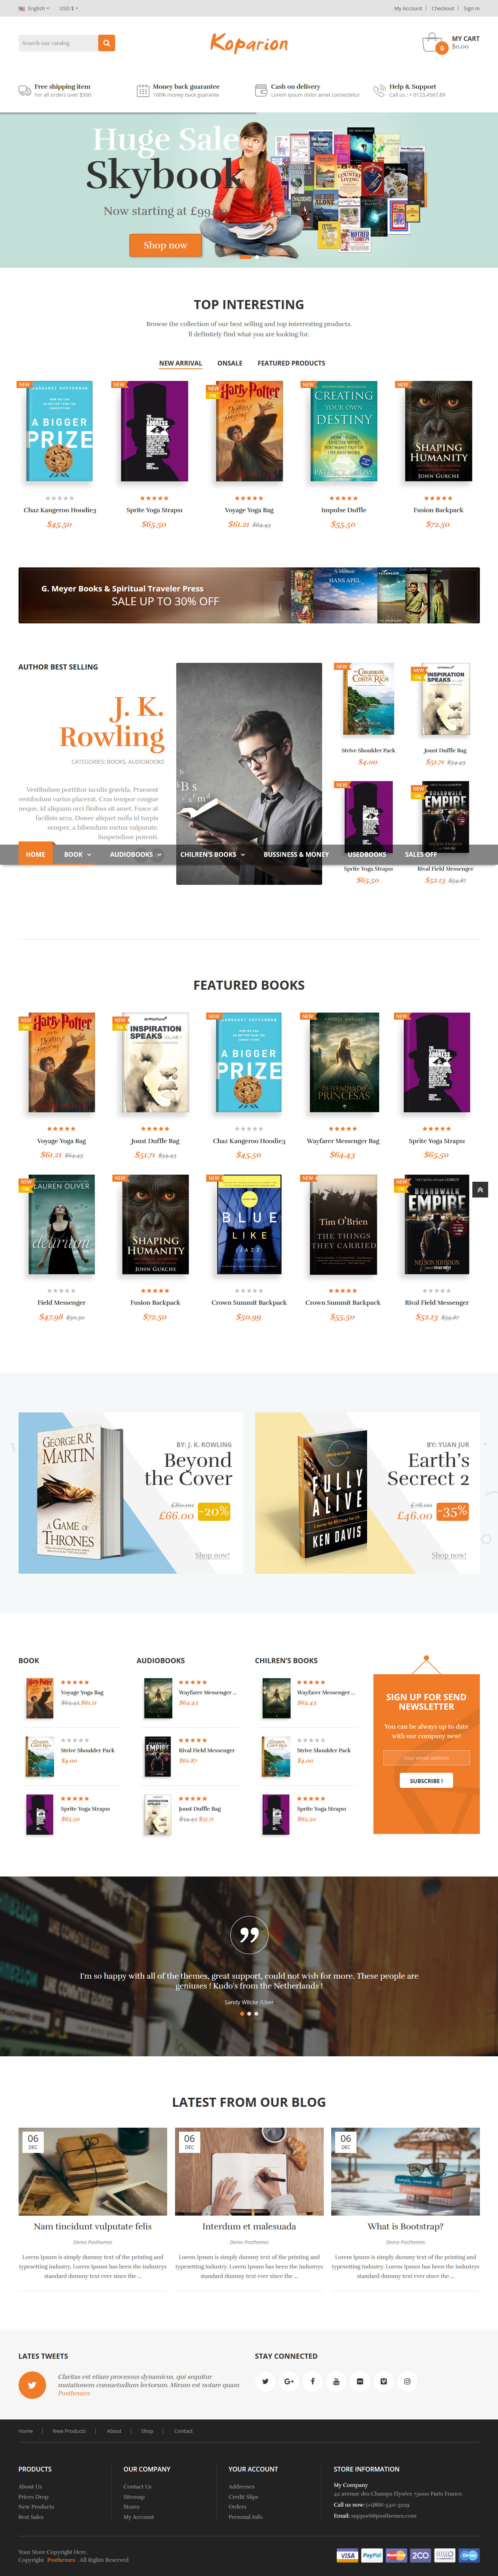 English USD $ My Account Checkout Sign In
Search our catalog
Koparion
0
MY CART
$0.00
Free shipping item
For all orders over $500
Money back guarantee
100% money back guarante
Cash on delivery
Lorem ipsum dolor amet consectetur
Help & Support
Call us : + 0123.4567.89
Huge Sale
Skybook
Now starting at £99.
Shop now
TOP INTERESTING
Browse the collection of our best selling and top interresting products.
ll definitely find what you are looking for.
NEW ARRIVAL ONSALE FEATURED PRODUCTS
NEW
A BIGGER
PRIZE
NEW
NEW
-5%
Harry Potter
NEW
CREATING
YOUR OWN
DESTINY
NEW
SHAPING
HUMANITY
JOHN GURCHE
Chaz Kangeroo Hoodie3
$45.50
Sprite Yoga Straps1
$65.50
Voyage Yoga Bag
$61.21 $64.43
Impulse Duffle
$55.50
Fusion Backpack
$72.50
G. Meyer Books & Spiritual Traveler Press
SALE UP TO 30% OFF
HANS APEL
AUTHOR BEST SELLING
J. K.
Rowling
CATEGORIES: BOOKS, AUDIOBOOKS
Vestibulum porttitor iaculis gravida. Praesent
vestibulum varius placerat. Cras tempor congue
neque, id aliquam orci finibus sit amet. Fusce at
facilisis arcu. Donec aliquet nulla id turpis
semper, a bibendum metus vulputate.
Suspendisse potenti.
NEW
COSTA RICA
Strive Shoulder Pack
$4.00
NEW
INSPIRATION
SPEAKS
Joust Duffle Bag
$51.71 $54.43
NEW
Sprite Yoga Straps1
$65.50
NEW
-5%
BOARDWALK
EMPIRE
Rival Field Messenger
$52.13 $54.87
HOME BOOK AUDIOBOOKS CHILREN'S BOOKS BUSSINESS & MONEY USEDBOOKS SALES OFF
FEATURED BOOKS
NEW
-5%
Harry Potter
NEW
-5%
INSPIRATION
SPEAKS VOLUME 1
NEW
A BIGGER
PRIZE
NEW
DESVENDANDO
PRINCESAS
NEW
Voyage Yoga Bag
$61.21 $64.43
Joust Duffle Bag
$51.71 $54.43
Chaz Kangeroo Hoodie3
$45.50
Wayfarer Messenger Bag
$64.43
Sprite Yoga Straps1
$65.50
NEW
-5%
LAUREN OLIVER
delirium
NEW
SHAPING
HUMANITY
JOHN GURCHE
NEW
BLUE
LIKE
JAZZ
NEW
Tim O'Brien
THE THINGS
THEY CARRIED
NEW
-5%
BOARDWALK
EMPIRE
NELSON JOHNSON
Field Messenger
$47.98 $50.50
Fusion Backpack
$72.50
Crown Summit Backpack
$50.99
Crown Summit Backpack
$55.50
Rival Field Messenger
$52.13 $54.87
GEORGE R.R.
MARTIN
A GAME OF
THRONES
BY: J. K. ROWLING
Beyond
the Cover
£80.00
£66.00 -20%
Shop now!
FULLY
ALIVE
KEN DAVIS
BY: YUAN JUR
Earth's
Secrect 2
£78.00
£46.00 -35%
Shop now!
BOOK
Voyage Yoga Bag
$64.43 $61.21
Strive Shoulder Pack
$4.00
Sprite Yoga Straps1
$65.50
AUDIOBOOKS
Wayfarer Messenger ...
$64.43
Rival Field Messenger
$62.87
Joust Duffle Bag
$54.43 $51.71
CHILREN'S BOOKS
Wayfarer Messenger ...
$64.43
Strive Shoulder Pack
$4.00
Sprite Yoga Straps1
$65.50
SIGN UP FOR SEND
NEWSLETTER
You can be always up to date
with our company new!
Your email address
SUBSCRIBE !
I'm so happy with all of the themes, great support, could not wish for more. These people are
geniuses ! Kudo's from the Netherlands !
Sandy Wilcke /User
LATEST FROM OUR BLOG
06
DEC
06
DEC
06
DEC
Nam tincidunt vulputate felis
Demo Posthemes
Lorem Ipsum is simply dummy text of the printing and
typesetting industry. Lorem Ipsum has been the industrys
standard dummy text ever since the ...
Interdum et malesuada
Demo Posthemes
Lorem Ipsum is simply dummy text of the printing and
typesetting industry. Lorem Ipsum has been the industrys
standard dummy text ever since the ...
What is Bootstrap?
Demo Posthemes
Lorem Ipsum is simply dummy text of the printing and
typesetting industry. Lorem Ipsum has been the industrys
standard dummy text ever since the ...
LATES TWEETS
Claritas est etiam processus dynamicus, qui sequitur
mutationem consuetudium lectorum. Mirum est notare quam
Posthemes
STAY CONNECTED
Home New Products About Shop Contact
PRODUCTS
About Us
Prices Drop
New Products
Best Sales
OUR COMPANY
Contact Us
Sitemap
Stores
My Account
YOUR ACCOUNT
Addresses
Credit Slips
Orders
Personal Info
STORE INFORMATION
My Company
42 avenue des Champs Elysées 75000 Paris France.
Call us now: (+1)866-540-3229
Email: support@posthemes.com
Your Store Copyright Here.
Copyright Posthemes . All Rights Reserved
VISA PayPal